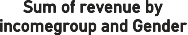 Sum of revenue by
incomegroup and Gender